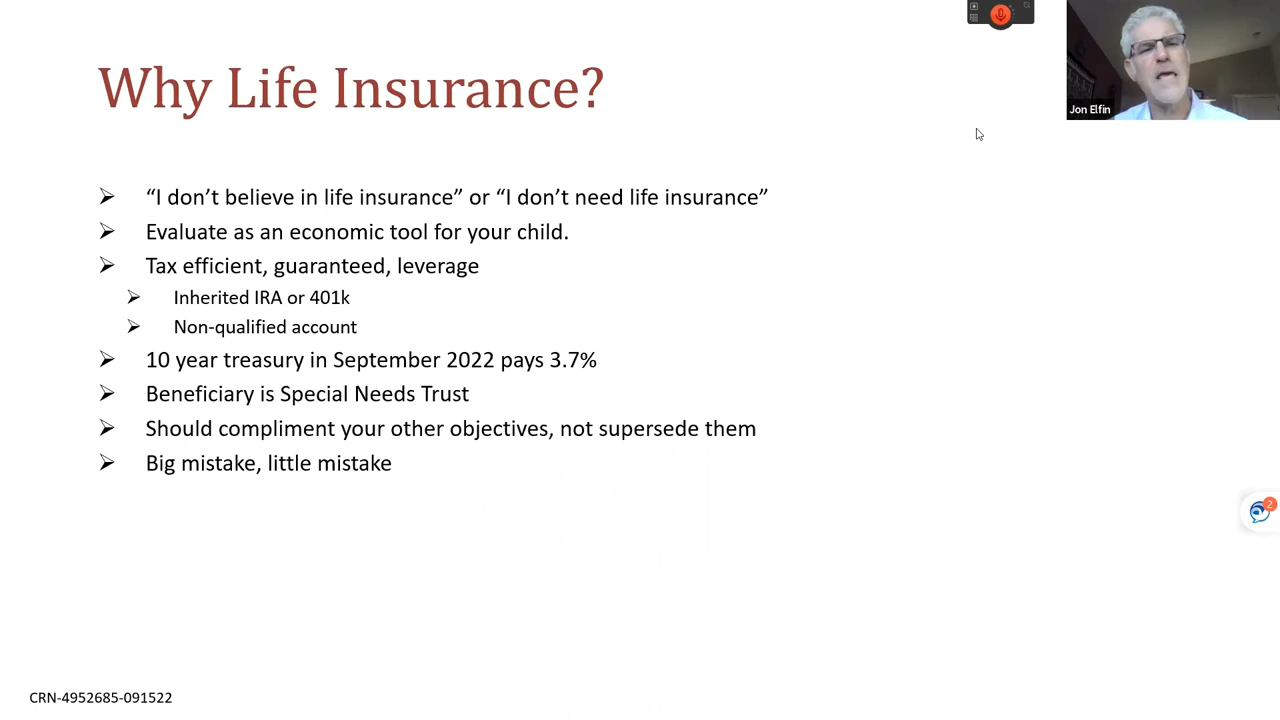 Why Life Insurance?
Jon Elfin
“I don’t believe in life insurance” or “I don’t need life insurance”
Evaluate as an economic tool for your child.
Tax efficient, guaranteed, leverage
Inherited IRA or 401k
Non-qualified account
10 year treasury in September 2022 pays 3.7%
Beneficiary is Special Needs Trust
Should compliment your other objectives, not supersede them
Big mistake, little mistake
2
CRN-4952685-091522